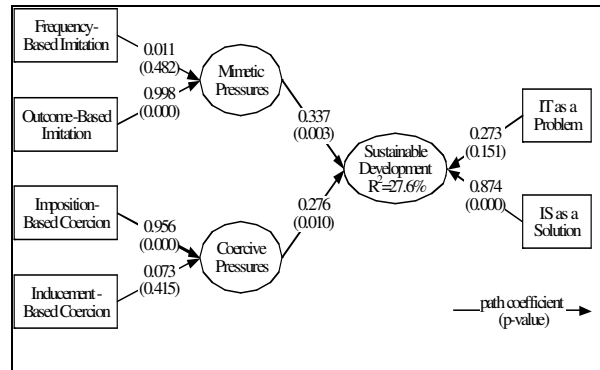 Frequency-
Based Imitation
0.011
(0.482)
Mimetic
Pressures
0.998
(0.000)
Outcome-Based
Imitation
0.337
(0.003)
IT as a
Problem
0.273
(0.151)
Sustainable
Development
R²=27.6%
Imposition-
Based Coercion
0.956
(0.000)
0.276
(0.010)
0.874
(0.000)
IS as a
Solution
Coercive
Pressures
0.073
(0.415)
Inducement-
Based Coercion
path coefficient
(p-value)